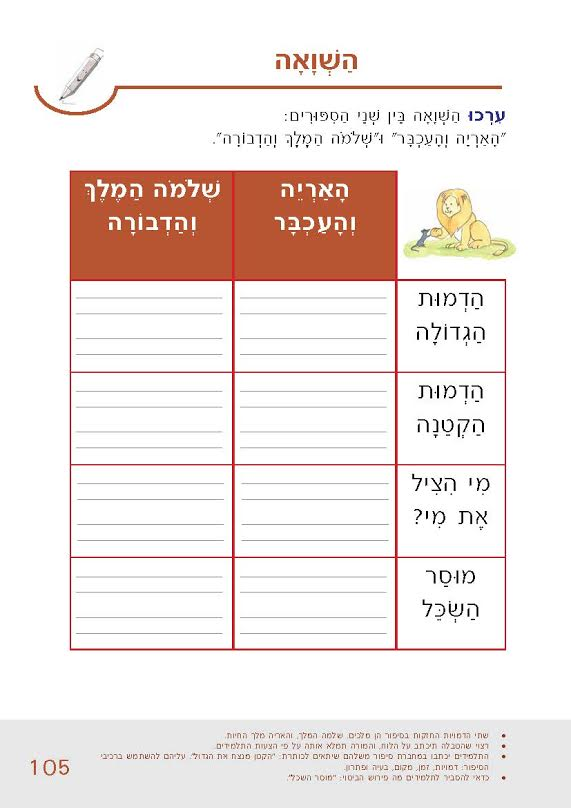 הַשְׁוָאָה
עִרְכוּ הַשְׁוָאָה בֵּין שְׁנֵי הַסִּפּוּרִים:
"הָאַרְיֵה וְהָעַכְבָּר" וּ"שְׁלֹמֹה הַמֶּלֶךְ וְהַדְּבוֹרָה".
הָאַרְיֵה
וְהָעַכְבָּר
שְׁלֹמֹה הַמֶּלֶךְ
וְהַדְּבוֹרָה
הַדְּמוּת
הַגְּדוֹלָה
הַדְּמוּת
הַקְּטַנָּה
מִי הִצִּיל
אֶת מִי?
מוּסַר
הַשְׂכֵּל
• שתי הדמויות החזקות בסיפור הן מלכים. שלמה המלך, והאריה מלך החיות.
• רצוי שהטבלה תיכתב על הלוח, והמורה תמלא אותה על פי הצעות התלמידים.
• התלמידים יכתבו במחברת סיפור משלהם שיתאים לכותרת: "הקטן מנצח את הגדול". עליהם להשתמש ברכיבי
הסיפור: דמויות, זמן, מקום, בעיה ופתרון.
• כדאי להסביר לתלמידים מה פירוש הביטוי: "מוסר השכל".
105